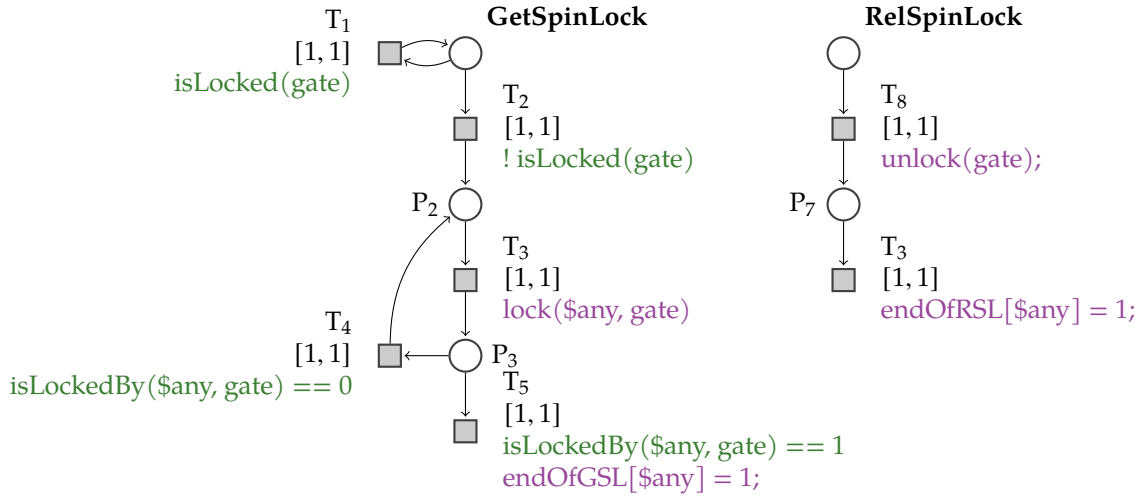 GetSpinLock
T₁
[1, 1]
isLocked(gate)
T₂
[1, 1]
! isLocked(gate)
P₂
T₃
[1, 1]
lock($any, gate)
T₄
[1, 1]
isLockedBy($any, gate) == 0
P₃
T₅
[1, 1]
isLockedBy($any, gate) == 1
endOfGSL[$any] = 1;
RelSpinLock
T₈
[1, 1]
unlock(gate);
P₇
T₃
[1, 1]
endOfRSL[$any] = 1;